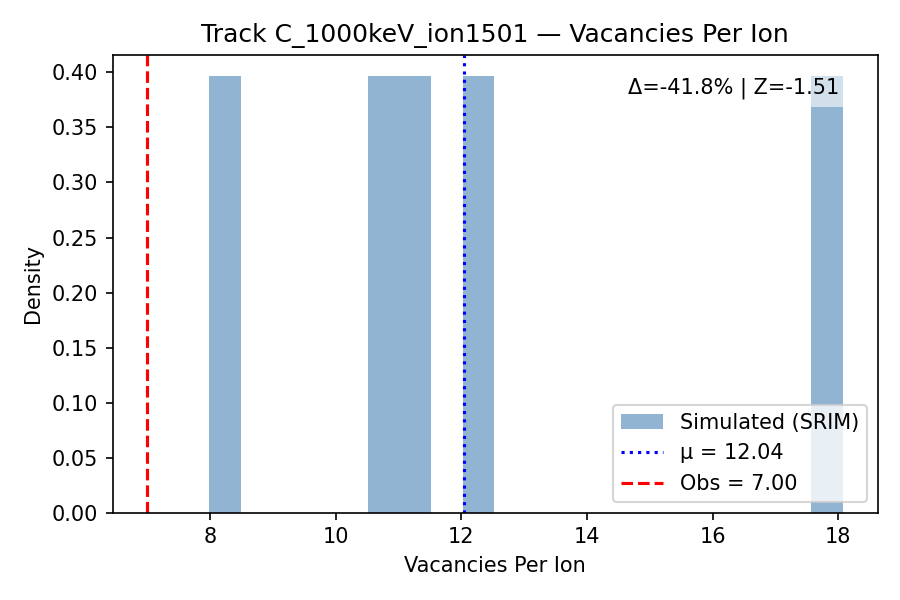 Track C_1000keV_ion1501 — Vacancies Per Ion
Δ=-41.8% | Z=-1.51
Density
0.40
0.35
0.30
0.25
0.20
0.15
0.10
0.05
0.00
8 10 12 14 16 18
Vacancies Per Ion
Simulated (SRIM)
μ = 12.04
Obs = 7.00